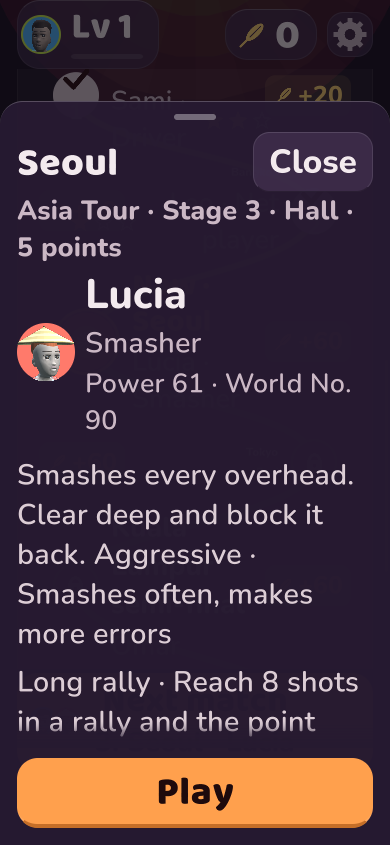 Lv 1
0
Sami
+20
Seoul
Close
Asia Tour · Stage 3 · Hall ·
5 points
Lucia
Smasher
Power 61 · World No.
90
Smashes every overhead.
Clear deep and block it
back. Aggressive ·
Smashes often, makes
more errors
Long rally · Reach 8 shots
in a rally and the point
Play